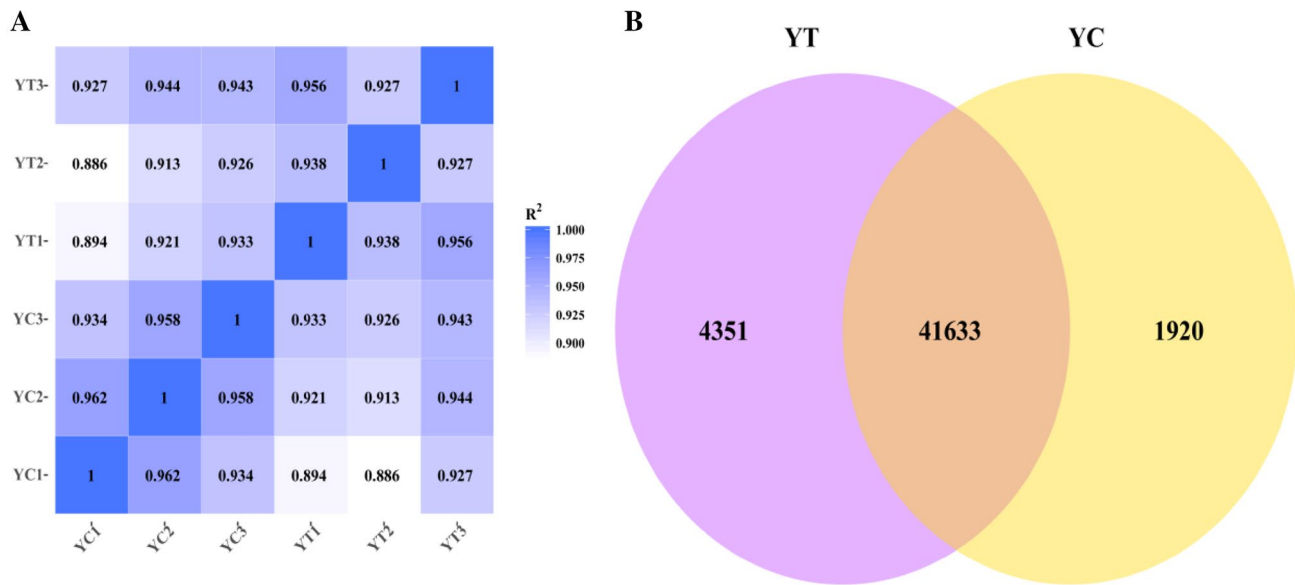 A
YT3- 0.927 0.944 0.943 0.956 0.927 1
YT2- 0.886 0.913 0.926 0.938 1 0.927
YT1- 0.894 0.921 0.933 1 0.938 0.956
YC3- 0.934 0.958 1 0.933 0.926 0.943
YC2- 0.962 1 0.958 0.921 0.913 0.944
YC1- 1 0.962 0.934 0.894 0.886 0.927
YC1- YC2- YC3- YT1- YT2- YT3-
R²
1.000
0.975
0.950
0.925
0.900
B
YT YC
4351 41633 1920